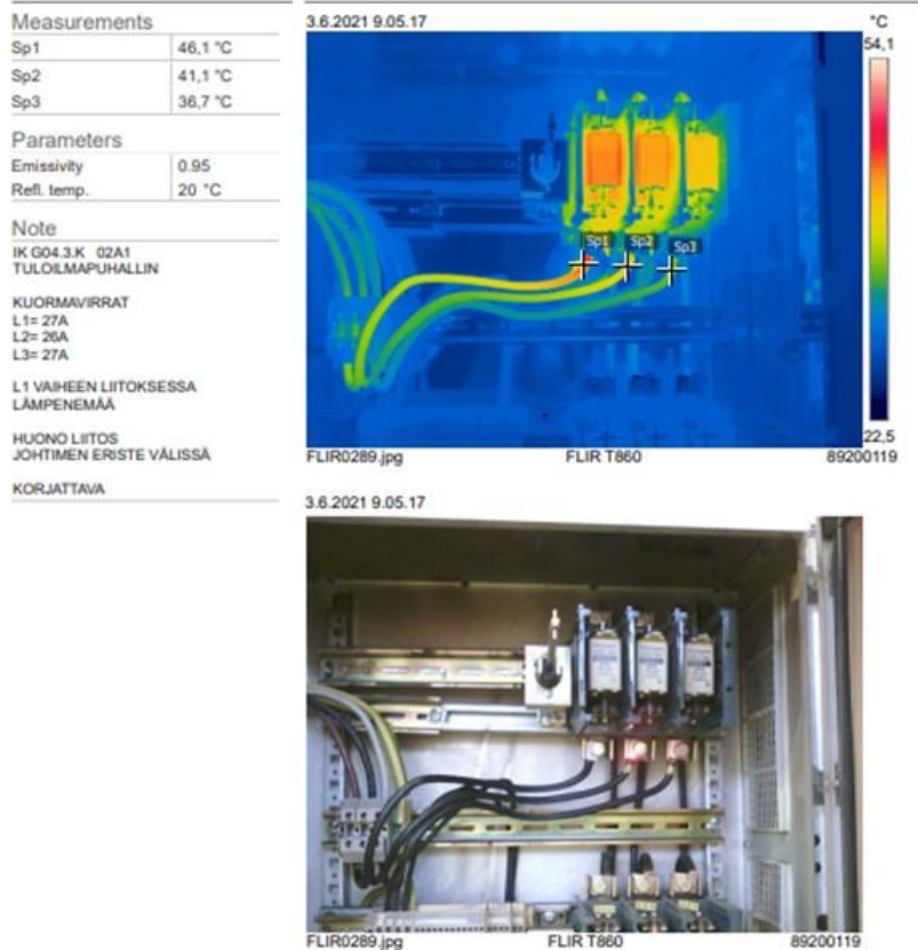 Measurements
Sp1 46,1 °C
Sp2 41,1 °C
Sp3 36,7 °C
Parameters
Emissivity 0.95
Refl. temp. 20 °C
Note
IK G04.3.K 02A1
TULOILMAPUHALLIN
KUORMAVIRRAT
L1= 27A
L2= 26A
L3= 27A
L1 VAIHEEN LIITOKSESSA
LÄMPENEMÄÄ
HUONO LIITOS
JOHTIMEN ERISTE VÄLISSÄ
KORJATTAVA
3.6.2021 9.05.17
°C
54,1
Sp1 Sp2 Sp3
22,5
FLIR0289.jpg FLIR T860 89200119
3.6.2021 9.05.17
FLIR0289.jpg FLIR T860 89200119